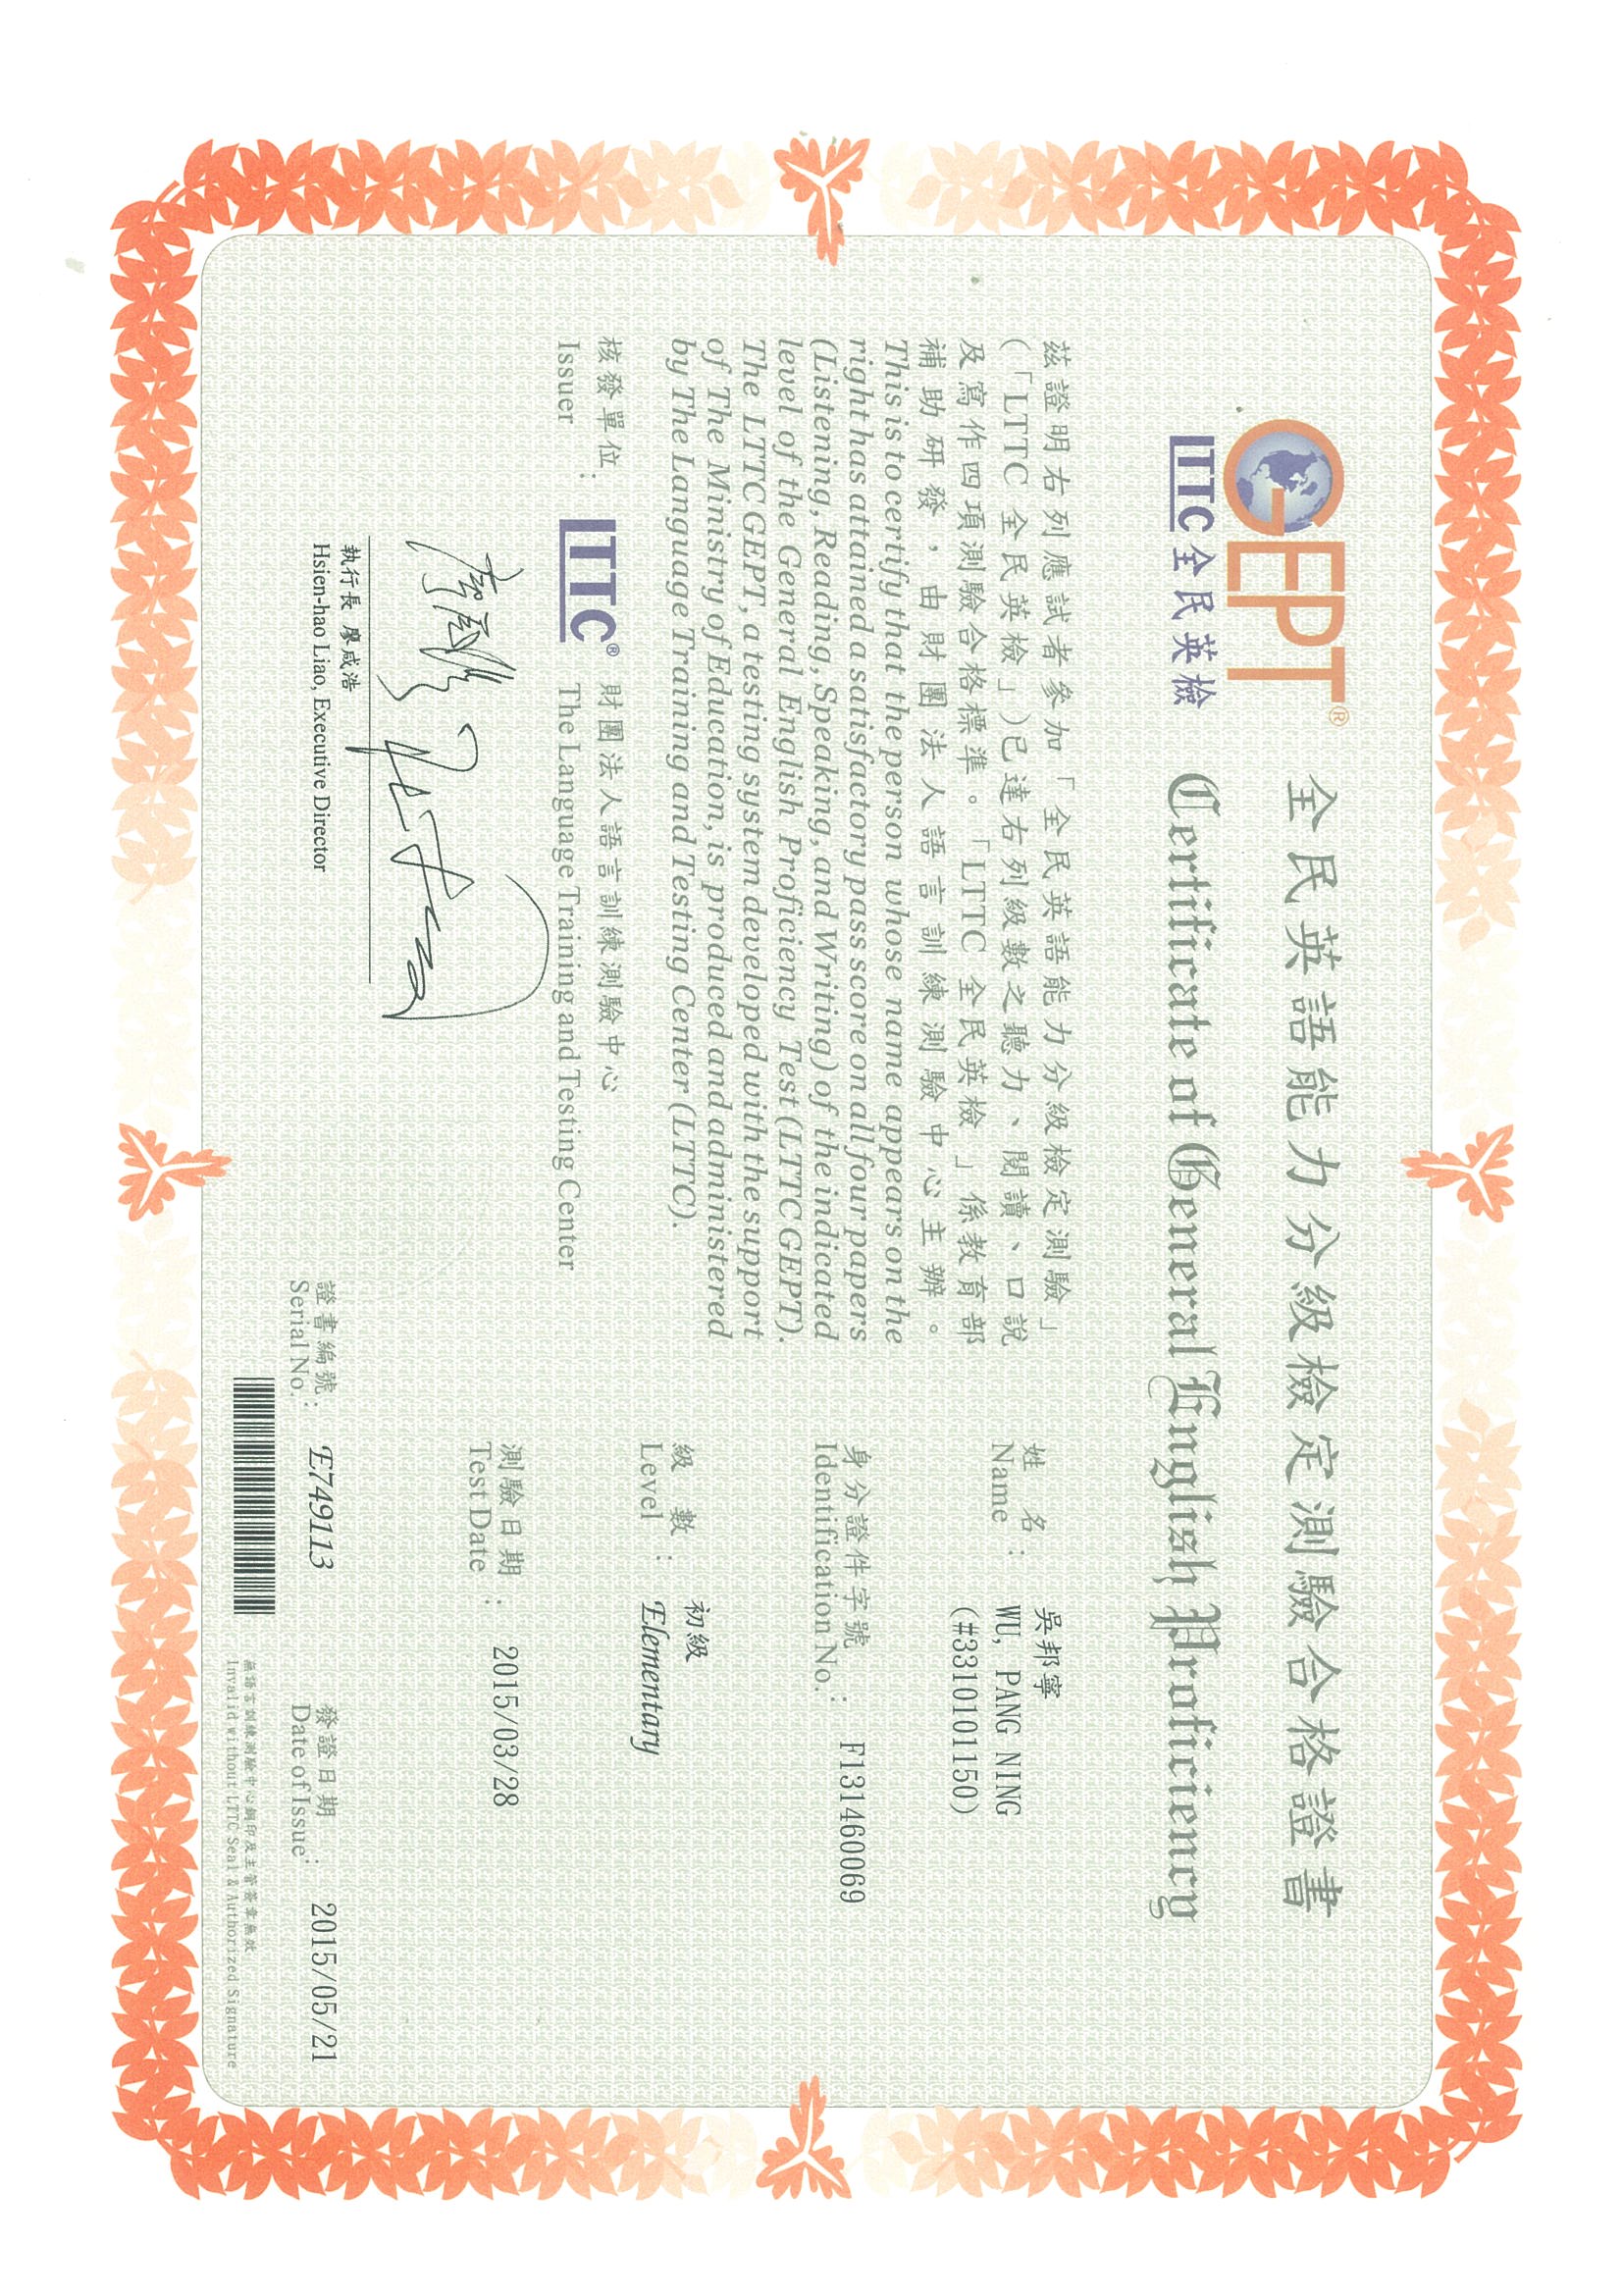 GEPT®
LTTC 全民英檢
全民英語能力分級檢定測驗合格證書
Certificate of General English Proficiency
茲證明右列應試者參加「全民英語能力分級檢定測驗」
(「LTTC 全民英檢」)已達右列級數之聽力、閱讀、口說
及寫作四項測驗合格標準。「LTTC 全民英檢」係教育部
補助研發，由財團法人語言訓練測驗中心主辦。
This is to certify that the person whose name appears on the
right has attained a satisfactory pass score on all four papers
(Listening, Reading, Speaking, and Writing) of the indicated
level of the General English Proficiency Test (LTTC GEPT).
The LTTC GEPT, a testing system developed with the support
of The Ministry of Education, is produced and administered
by The Language Training and Testing Center (LTTC).
核發單位：
Issuer
LTTC®
財團法人語言訓練測驗中心
The Language Training and Testing Center
執行長 廖咸浩
Hsien-hao Liao, Executive Director
姓名： 吳邦寧
Name WU, PANG NING
(#3310101150)
身分證件字號
Identification No.： F131460069
級數： 初級
Level Elementary
測驗日期
Test Date： 2015/03/28
證書編號：
Serial No. E749113
發證日期
Date of Issue： 2015/05/21
無語言訓練測驗中心鋼印及主管簽章無效
Invalid without LTTC Seal & Authorized Signature